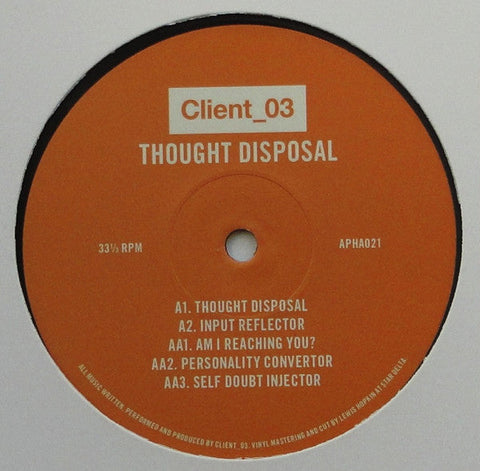 Client_03
THOUGHT DISPOSAL
33⅓ RPM
APHA021
A1. THOUGHT DISPOSAL
A2. INPUT REFLECTOR
AA1. AM I REACHING YOU?
AA2. PERSONALITY CONVERTOR
AA3. SELF DOUBT INJECTOR
ALL MUSIC WRITTEN, PERFORMED AND PRODUCED BY CLIENT_03. VINYL MASTERING AND CUT BY LEWIS HOPKIN AT STAR DELTA.